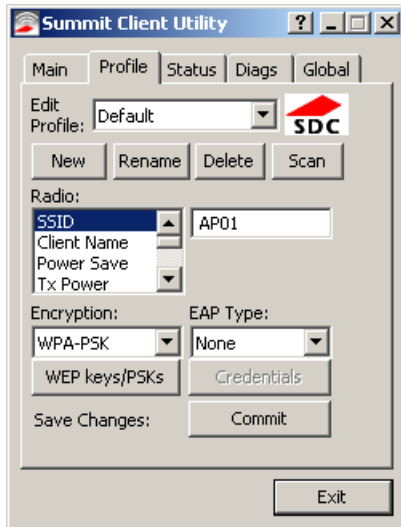 Summit Client Utility ?
Main Profile Status Diags Global
Edit
Profile: Default
SDC
New Rename Delete Scan
Radio:
SSID AP01
Client Name
Power Save
Tx Power
Encryption: EAP Type:
WPA-PSK None
WEP keys/PSKs Credentials
Save Changes: Commit
Exit